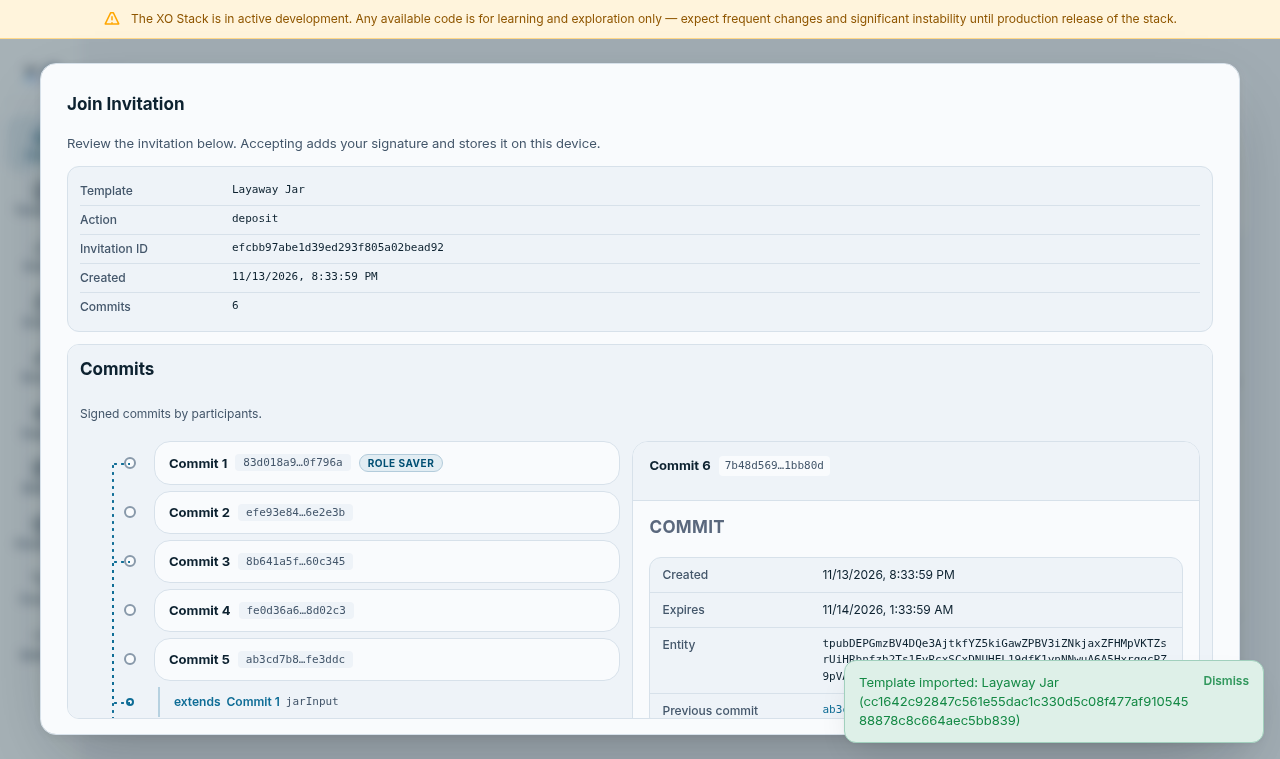 The XO Stack is in active development. Any available code is for learning and exploration only — expect frequent changes and significant instability until production release of the stack.
Join Invitation
Review the invitation below. Accepting adds your signature and stores it on this device.
Template Layaway Jar
Action deposit
Invitation ID efcbb97abe1d39ed293f805a02bead92
Created 11/13/2026, 8:33:59 PM
Commits 6
Commits
Signed commits by participants.
Commit 1 83d018a9…0f796a ROLE SAVER
Commit 2 efe93e84…6e2e3b
Commit 3 8b641a5f…60c345
Commit 4 fe0d36a6…8d02c3
Commit 5 ab3cd7b8…fe3ddc
extends Commit 1 jarInput
Commit 6 7b48d569…1bb80d
COMMIT
Created 11/13/2026, 8:33:59 PM
Expires 11/14/2026, 1:33:59 AM
Entity tpubDEPGmzBV4DQe3AjtkfYZ5kiGawZPBV3iZNkjaxZFHMpVKTZs
Previous commit
Template imported: Layaway Jar
(cc1642c92847c561e55dac1c330d5c08f477af910545
88878c8c664aec5bb839)
Dismiss